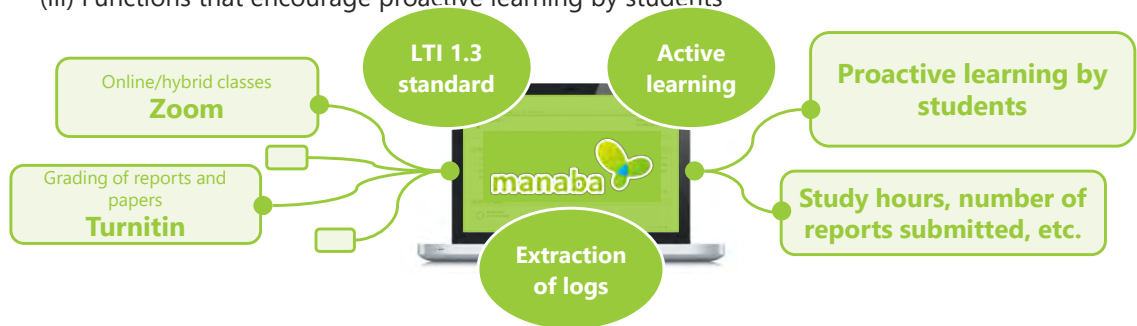 (iii) Functions that encourage proactive learning by students
LTI 1.3
standard
Active
learning
Online/hybrid classes
Zoom
Proactive learning by
students
manaba
Grading of reports and
papers
Turnitin
Study hours, number of
reports submitted, etc.
Extraction
of logs